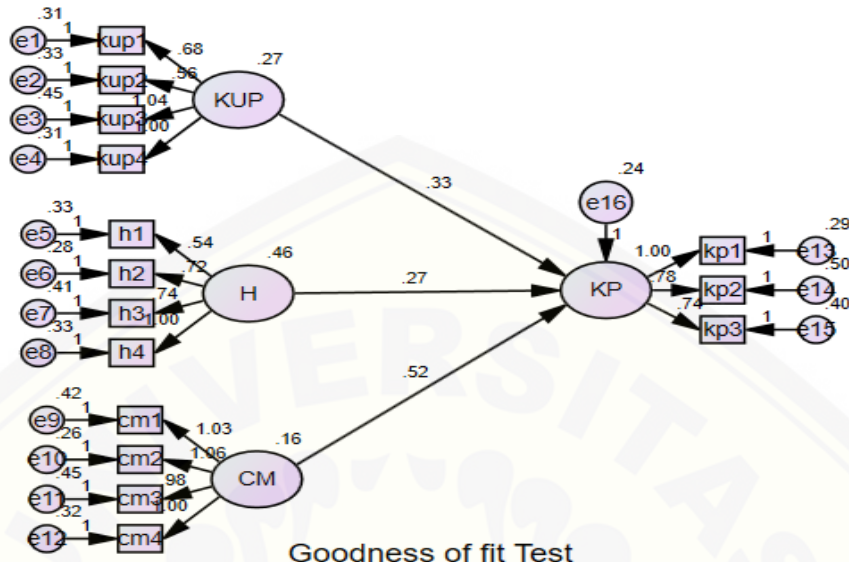 .31
e1 1 kup1
.68
.27
.33
e2 1 kup2
.56
KUP
.45
e3 1 kup3
1.04
.31
e4 1 kup4
1.00
.33
.24
e16
1
.33
e5 1 h1
.54
.46
.28
e6 1 h2
.72
H
.27
.41
e7 1 h3
.74
.33
e8 1 h4
1.00
KP
1.00
kp1 1 e13
.29
.78
kp2 1 e14
.50
.74
kp3 1 e15
.40
.52
.42
e9 1 cm1
1.03
.16
.26
e10 1 cm2
1.06
CM
.45
e11 1 cm3
.98
.32
e12 1 cm4
1.00
UNIVERSITAS
Goodness of fit Test